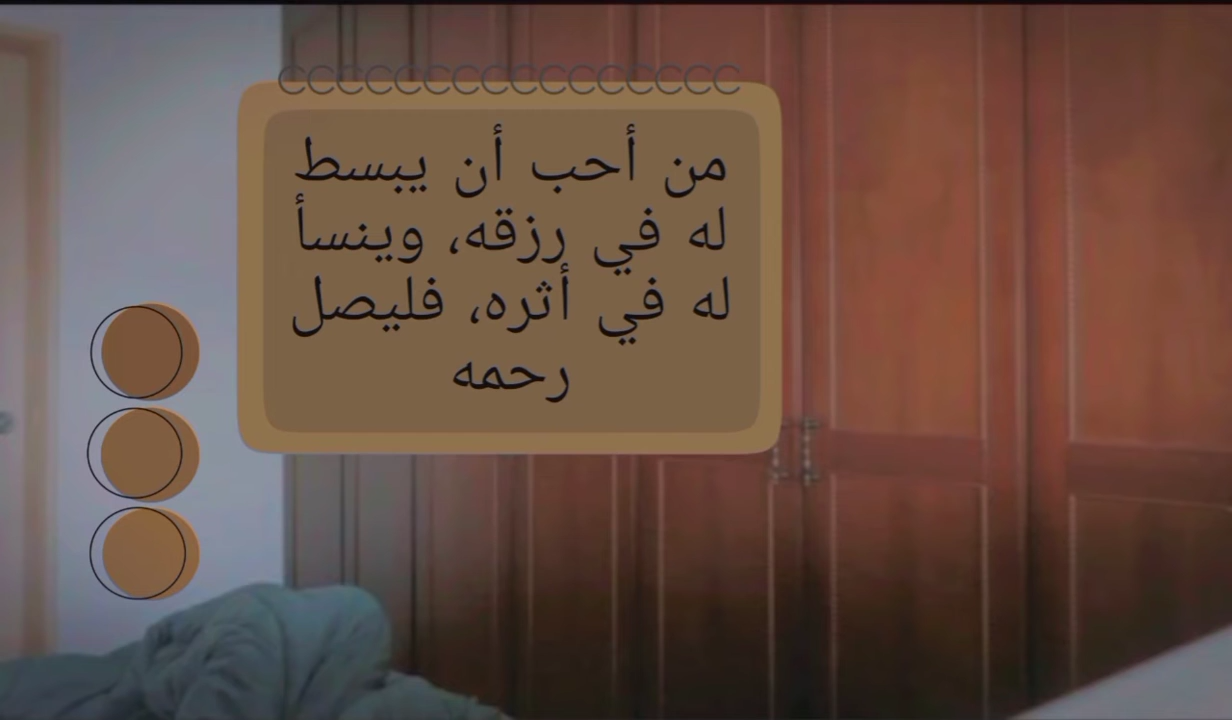 من أحب أن يبسط
له في رزقه، وينسأ
له في أثره، فليصل
رحمه